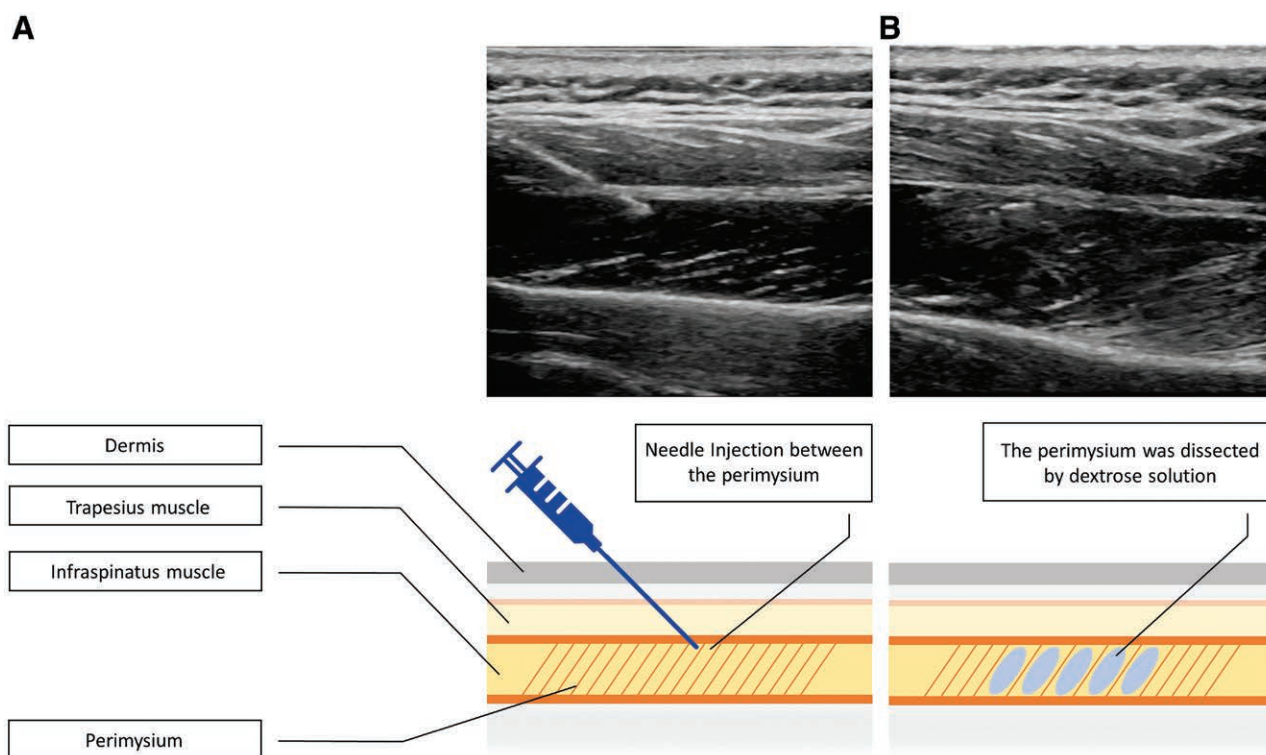 A
B
Dermis
Trapesius muscle
Infraspinatus muscle
Perimysium
Needle Injection between
the perimysium
The perimysium was dissected
by dextrose solution